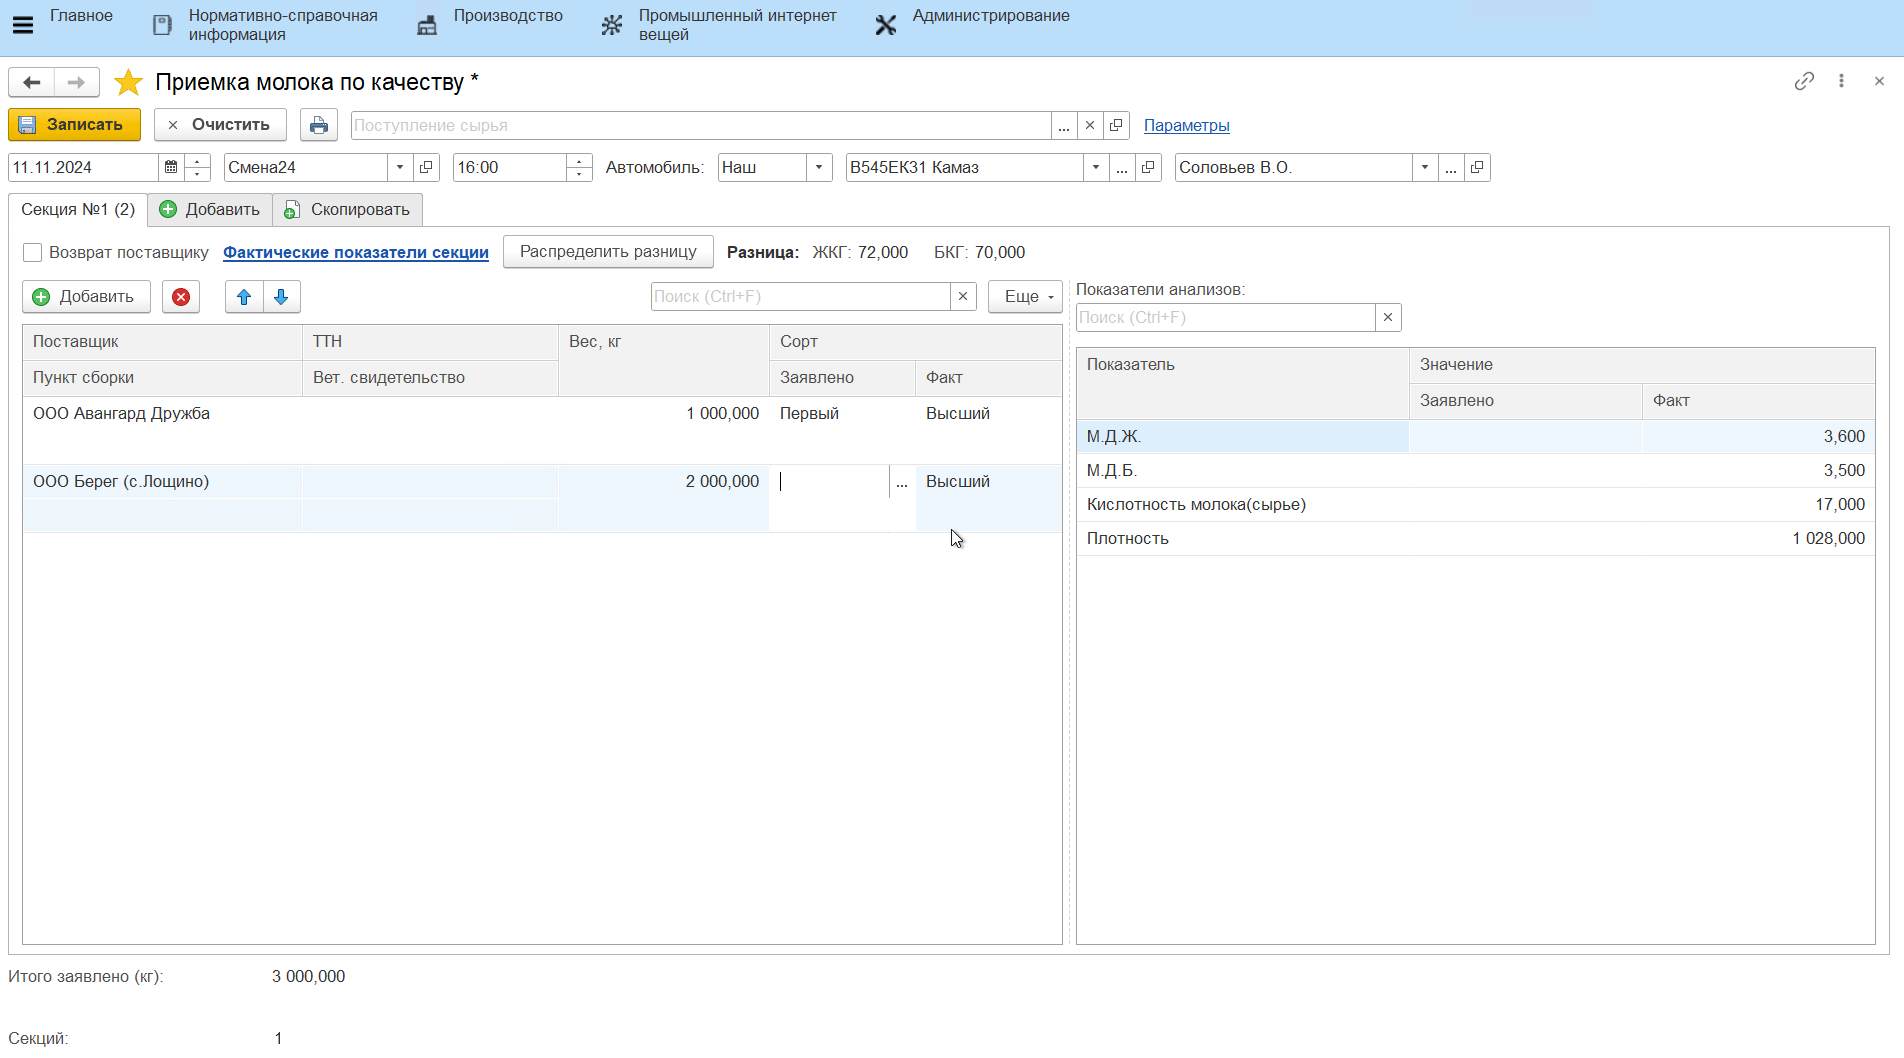 Главное
Нормативно-справочная
информация
Производство
Промышленный интернет
вещей
Администрирование
Приемка молока по качеству *
Записать
× Очистить
Поступление сырья
... ×
Параметры
11.11.2024
Смена24
16:00
Автомобиль:
Наш
В545ЕК31 Камаз
...
Соловьев В.О.
...
Секция №1 (2)
Добавить
Скопировать
Возврат поставщику
Фактические показатели секции
Распределить разницу
Разница: ЖКГ: 72,000 БКГ: 70,000
Добавить
Поиск (Ctrl+F) ×
Еще
Поставщик ТТН Вес, кг Сорт
Пункт сборки Вет. свидетельство Заявлено Факт
ООО Авангард Дружба 1 000,000 Первый Высший
ООО Берег (с.Лощино) 2 000,000 ... Высший
Показатели анализов:
Поиск (Ctrl+F) ×
Показатель Значение
Заявлено Факт
М.Д.Ж. 3,600
М.Д.Б. 3,500
Кислотность молока(сырье) 17,000
Плотность 1 028,000
Итого заявлено (кг): 3 000,000
Секций: 1